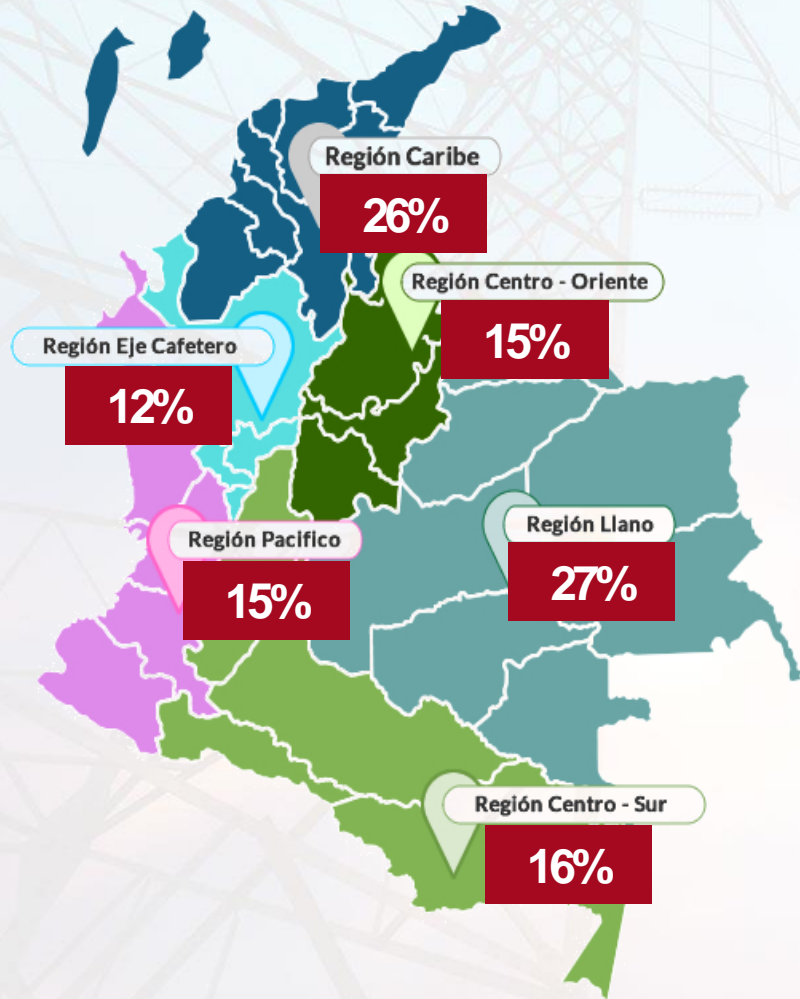 Región Caribe
26%
Región Centro - Oriente
15%
Región Eje Cafetero
12%
Región Llano
27%
Región Pacifico
15%
Región Centro - Sur
16%